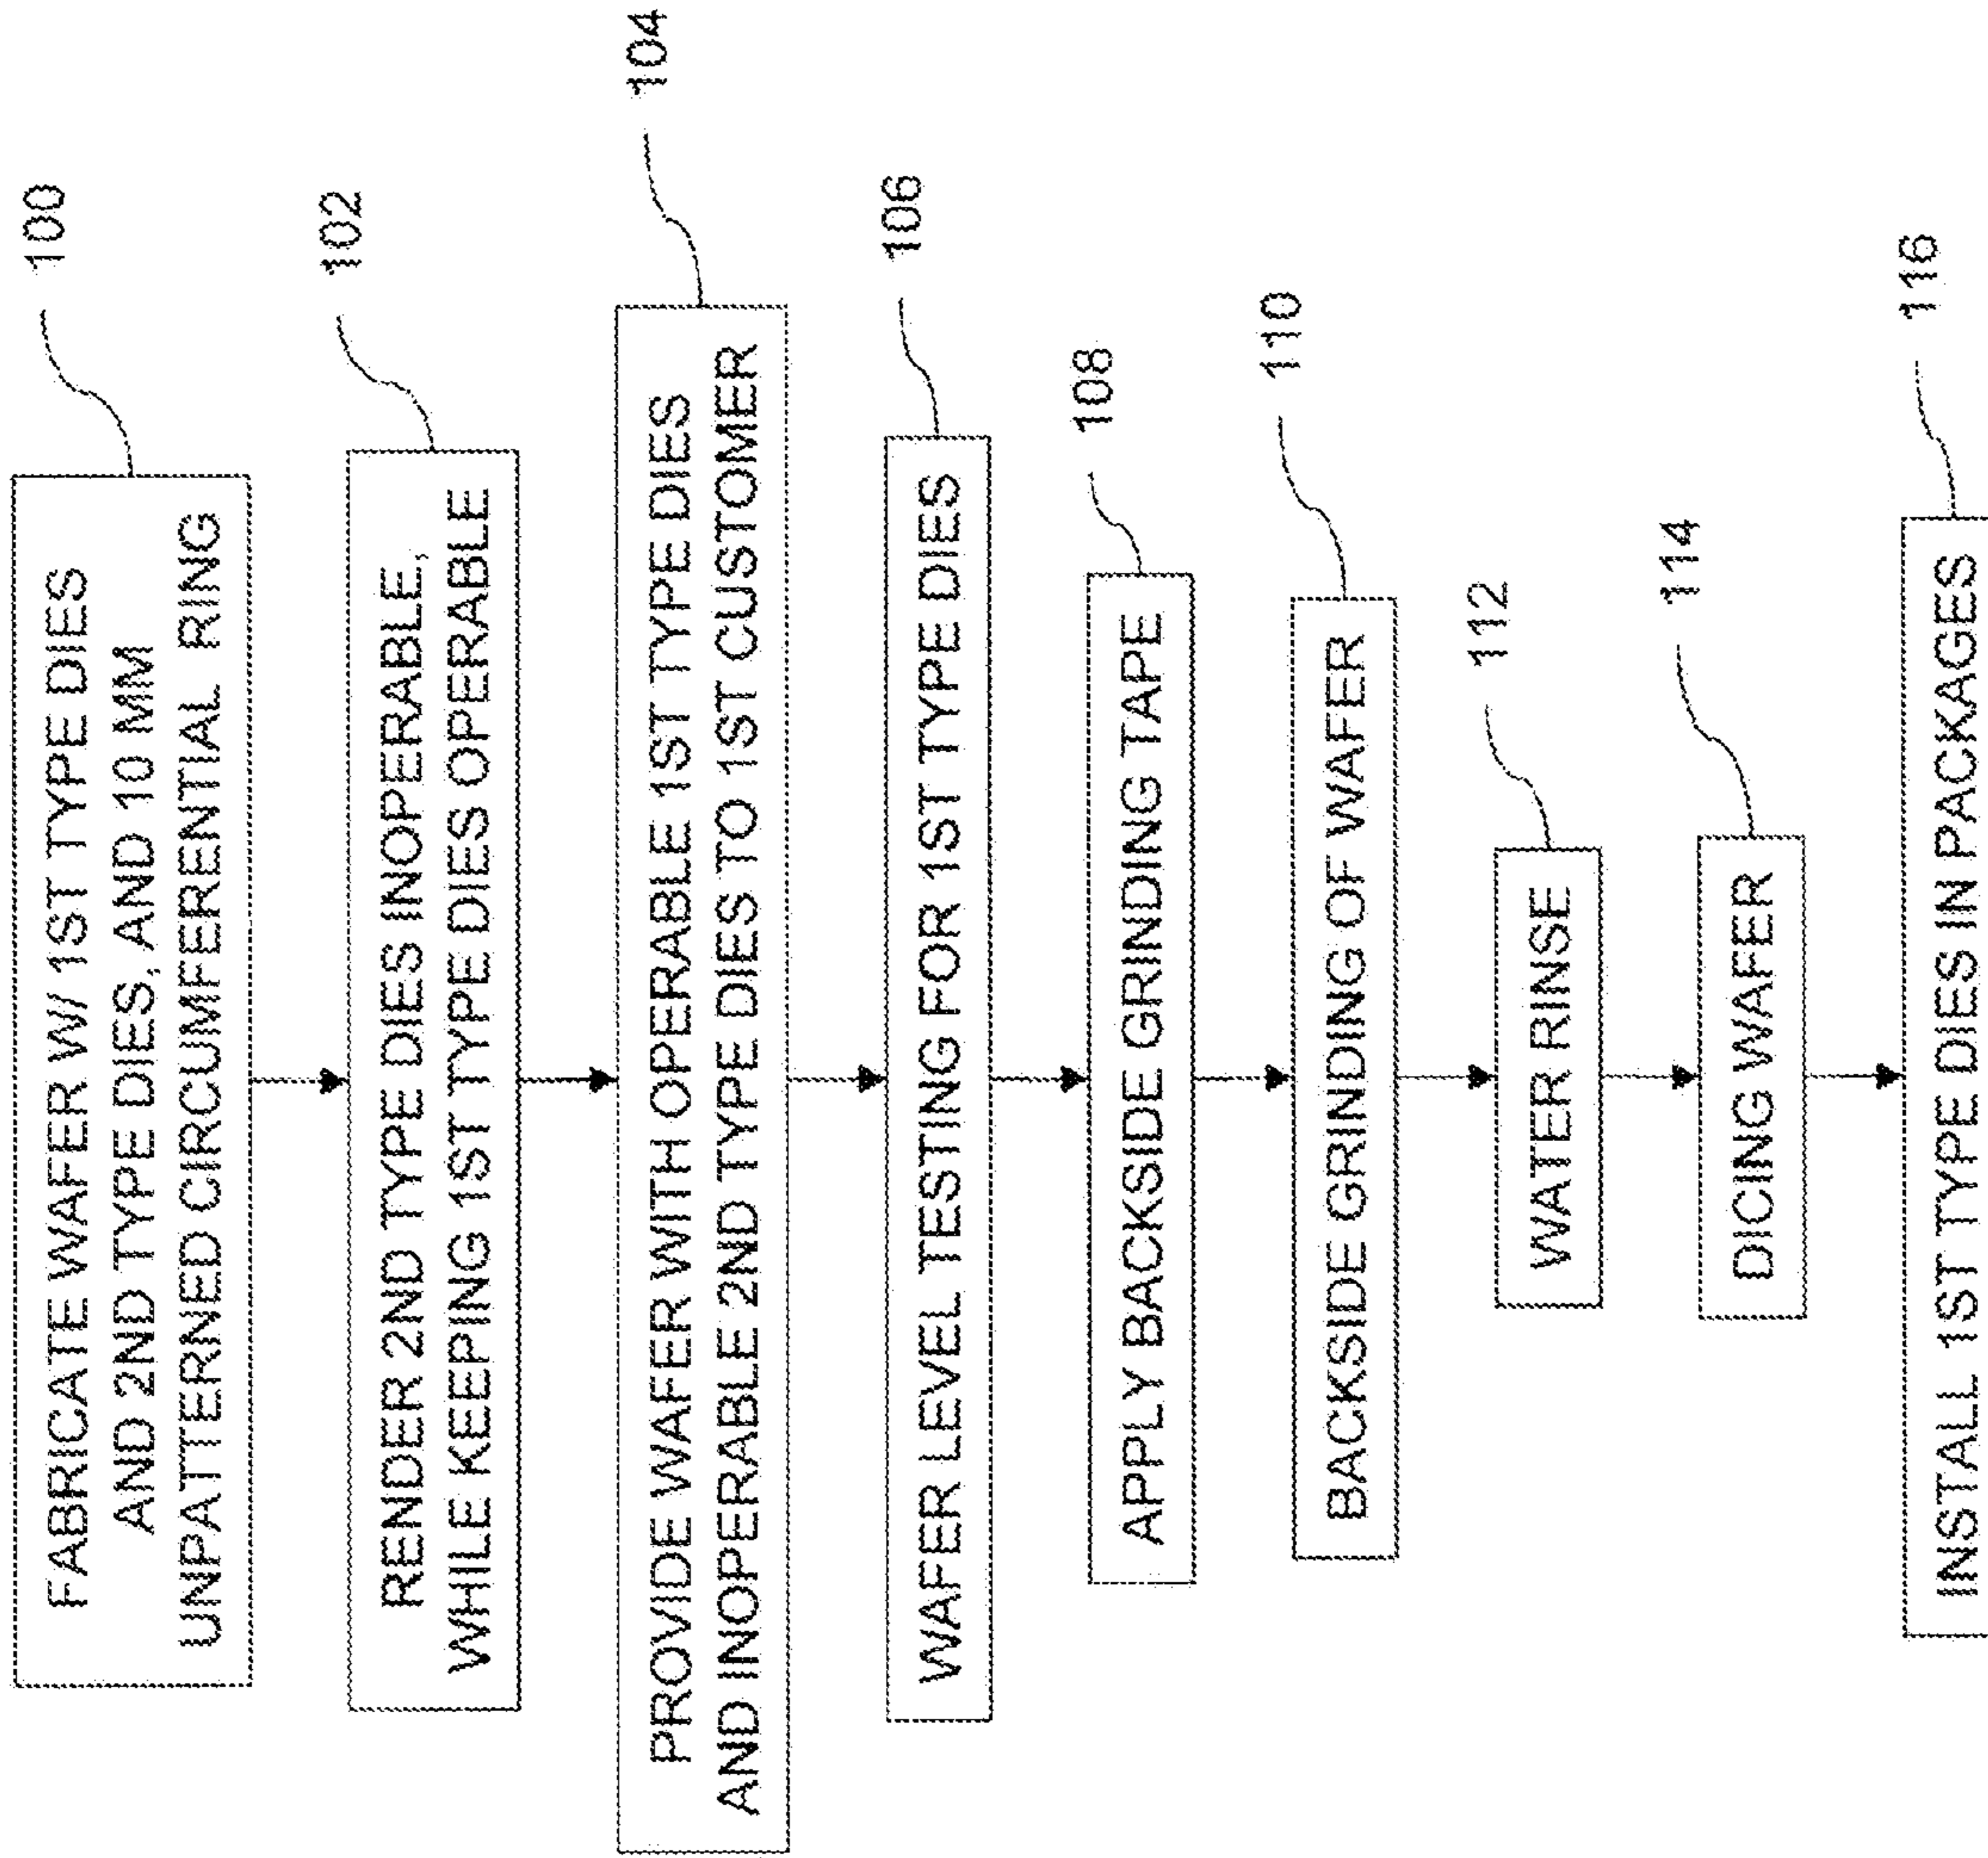 FABRICATE WAFER W/ 1ST TYPE DIES
AND 2ND TYPE DIES, AND 10 MM
UNPATTERNED CIRCUMFERENTIAL RING
100
RENDER 2ND TYPE DIES INOPERABLE,
WHILE KEEPING 1ST TYPE DIES OPERABLE
102
PROVIDE WAFER WITH OPERABLE 1ST TYPE DIES
AND INOPERABLE 2ND TYPE DIES TO 1ST CUSTOMER
104
WAFER LEVEL TESTING FOR 1ST TYPE DIES
106
APPLY BACKSIDE GRINDING TAPE
108
BACKSIDE GRINDING OF WAFER
110
WATER RINSE
112
DICING WAFER
114
INSTALL 1ST TYPE DIES IN PACKAGES
116